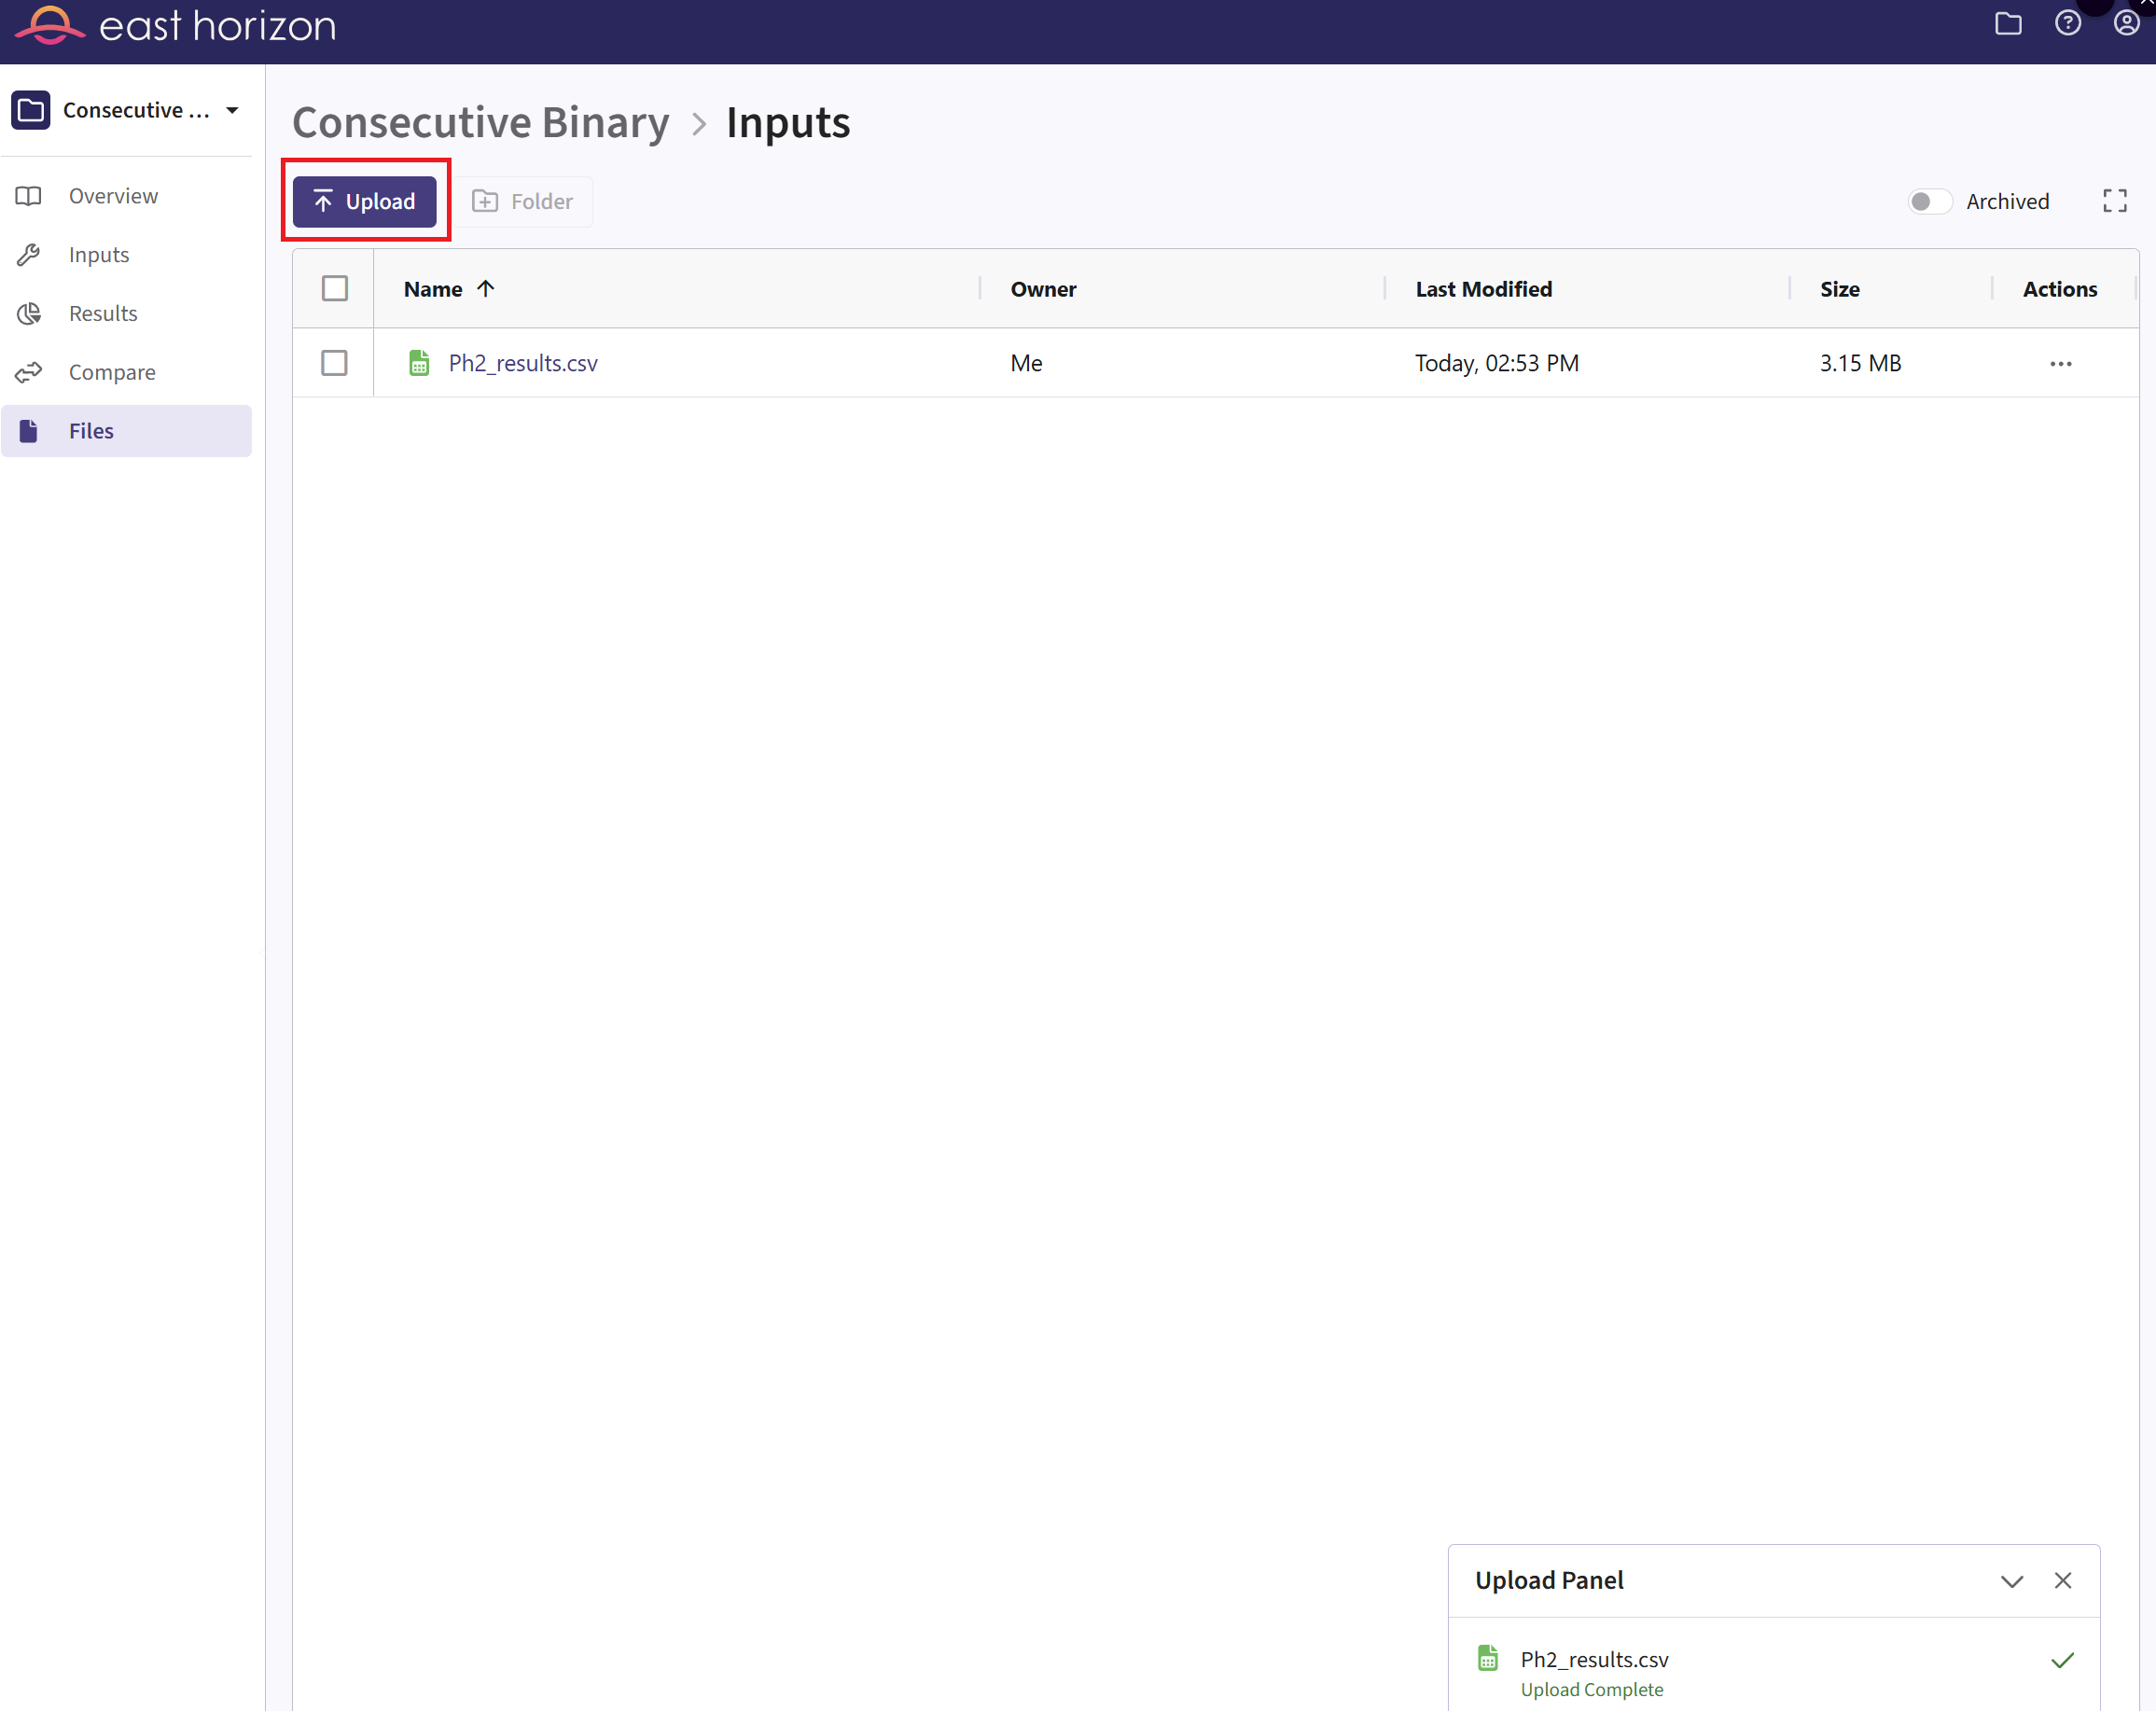 east horizon
Consecutive ...
Overview
Inputs
Results
Compare
Files
Consecutive Binary > Inputs
Upload
Folder
Archived
Name Owner Last Modified Size Actions
Ph2_results.csv Me Today, 02:53 PM 3.15 MB
Upload Panel
Ph2_results.csv
Upload Complete